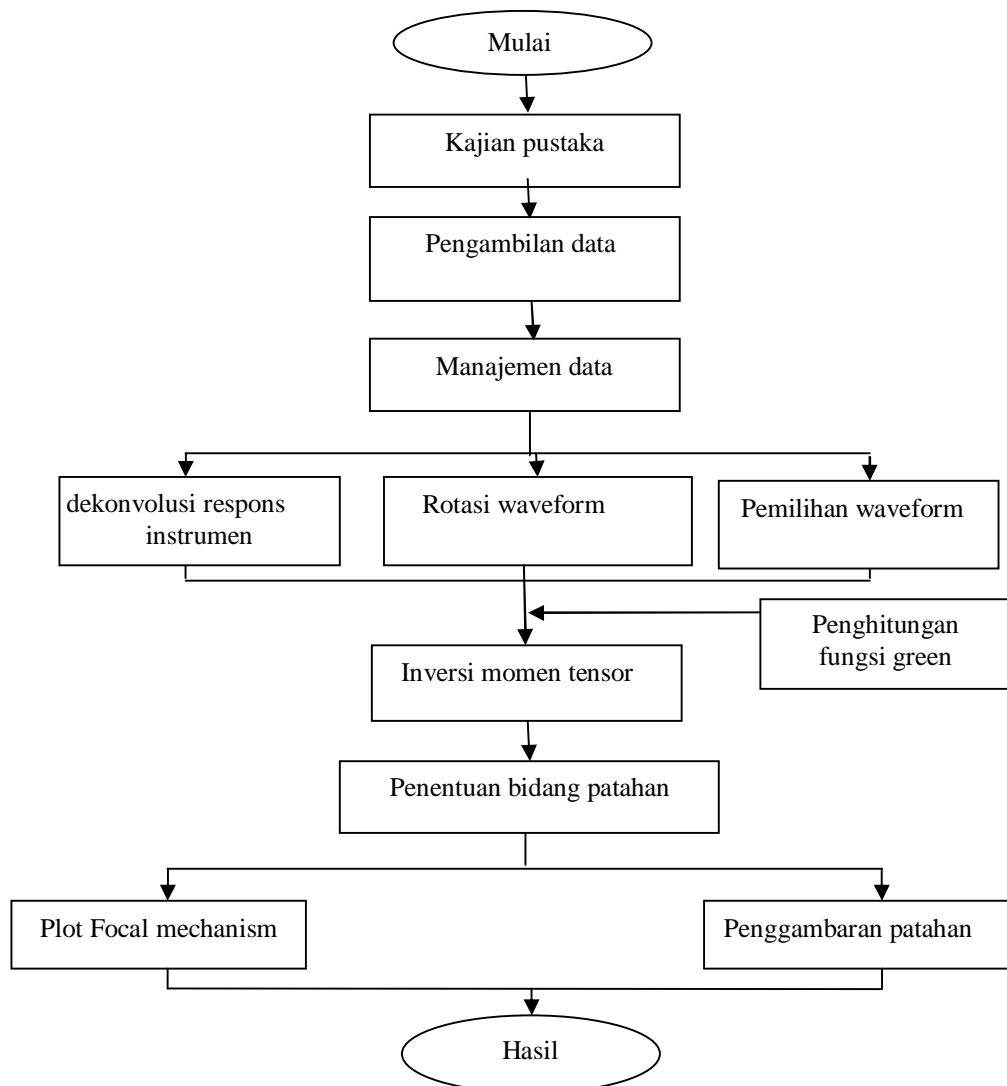 Mulai
Kajian pustaka
Pengambilan data
Manajemen data
dekonvolusi respons
instrumen
Rotasi waveform
Pemilihan waveform
Penghitungan
fungsi green
Inversi momen tensor
Penentuan bidang patahan
Plot Focal mechanism
Penggambaran patahan
Hasil